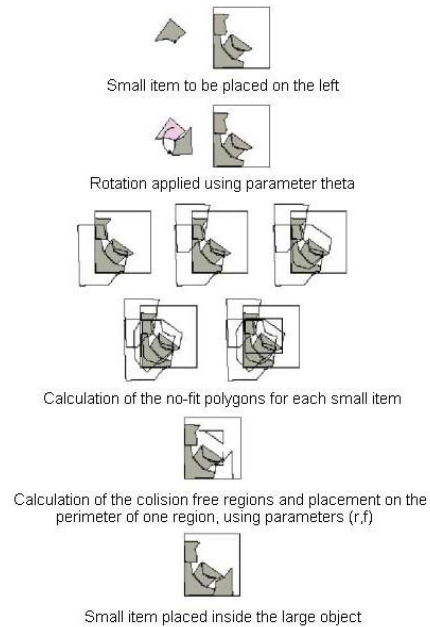 Small item to be placed on the left
Rotation applied using parameter theta
Calculation of the no-fit polygons for each small item
Calculation of the colision free regions and placement on the
perimeter of one region, using parameters (r,f)
Small item placed inside the large object